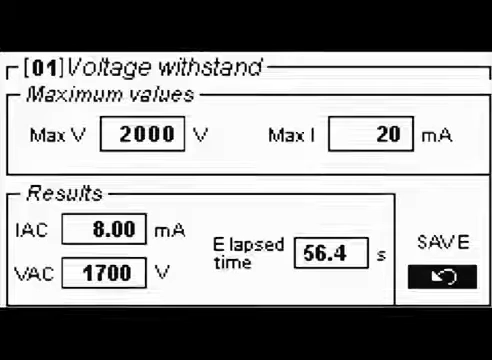 [01]Voltage withstand
Maximum values
Max V 2000 V Max I 20 mA
Results
IAC 8.00 mA
Elapsed time 56.4 s
VAC 1700 V
SAVE